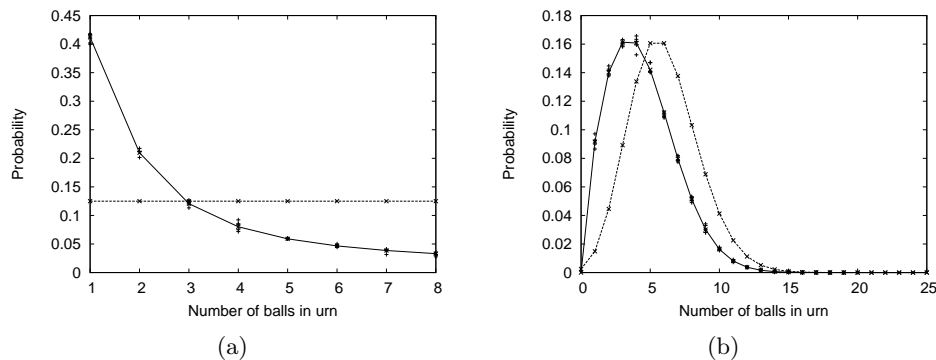 0.45
0.4
0.35
0.3
0.25
0.2
0.15
0.1
0.05
0
1 2 3 4 5 6 7 8
Probability
Number of balls in urn
(a)
0.18
0.16
0.14
0.12
0.1
0.08
0.06
0.04
0.02
0
0 5 10 15 20 25
Probability
Number of balls in urn
(b)